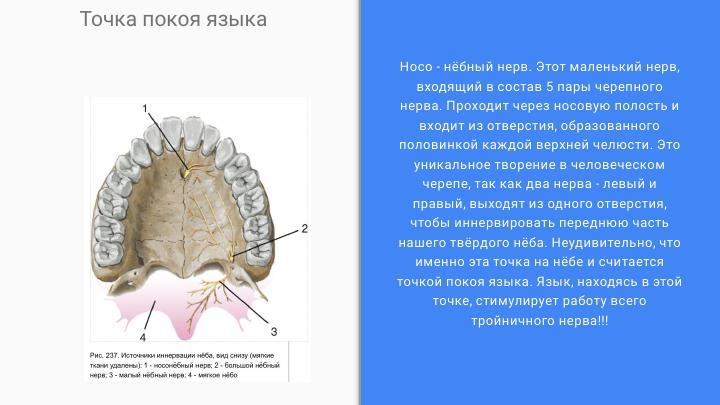 Точка покоя языка
1
2
3
4
Рис. 237. Источники иннервации нёба, вид снизу (мягкие
ткани удалены): 1 - носонёбный нерв; 2 - большой нёбный
нерв; 3 - малый нёбный нерв; 4 - мягкое нёбо
Носо - нёбный нерв. Этот маленький нерв,
входящий в состав 5 пары черепного
нерва. Проходит через носовую полость и
входит из отверстия, образованного
половинкой каждой верхней челюсти. Это
уникальное творение в человеческом
черепе, так как два нерва - левый и
правый, выходят из одного отверстия,
чтобы иннервировать переднюю часть
нашего твёрдого нёба. Неудивительно, что
именно эта точка на нёбе и считается
точкой покоя языка. Язык, находясь в этой
точке, стимулирует работу всего
тройничного нерва!!!